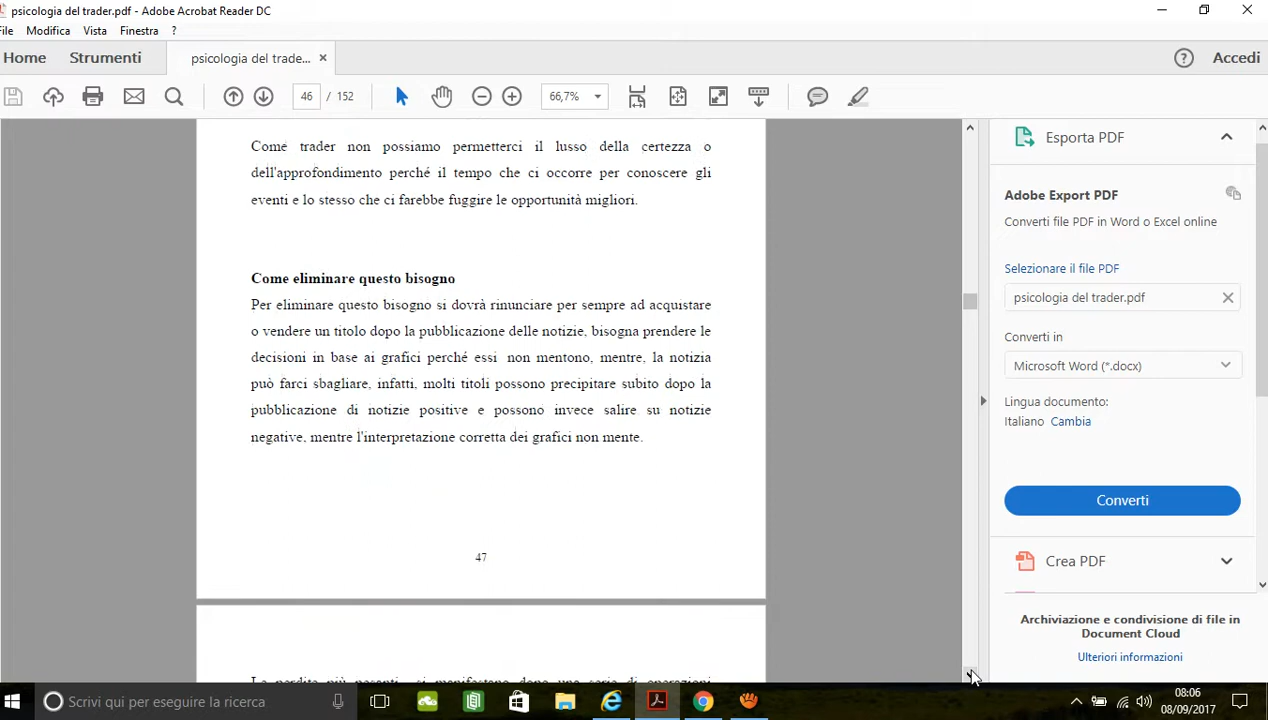 psicologia del trader.pdf - Adobe Acrobat Reader DC
File Modifica Vista Finestra ?
Home Strumenti psicologia del trade... × Accedi
46 / 152 66,7%
Come trader non possiamo permetterci il lusso della certezza o
dell'approfondimento perché il tempo che ci occorre per conoscere gli
eventi e lo stesso che ci farebbe fuggire le opportunità migliori.
Come eliminare questo bisogno
Per eliminare questo bisogno si dovrà rinunciare per sempre ad acquistare
o vendere un titolo dopo la pubblicazione delle notizie, bisogna prendere le
decisioni in base ai grafici perché essi non mentono, mentre, la notizia
può farci sbagliare, infatti, molti titoli possono precipitare subito dopo la
pubblicazione di notizie positive e possono invece salire su notizie
negative, mentre l'interpretazione corretta dei grafici non mente.
47
Le perdite più pesanti si manifestano dopo una serie di operazioni
Esporta PDF
Adobe Export PDF
Converti file PDF in Word o Excel online
Selezionare il file PDF
psicologia del trader.pdf
Converti in
Microsoft Word (*.docx)
Lingua documento:
Italiano Cambia
Converti
Crea PDF
Archiviazione e condivisione di file in
Document Cloud
Ulteriori informazioni
Scrivi qui per eseguire la ricerca
08:06
08/09/2017